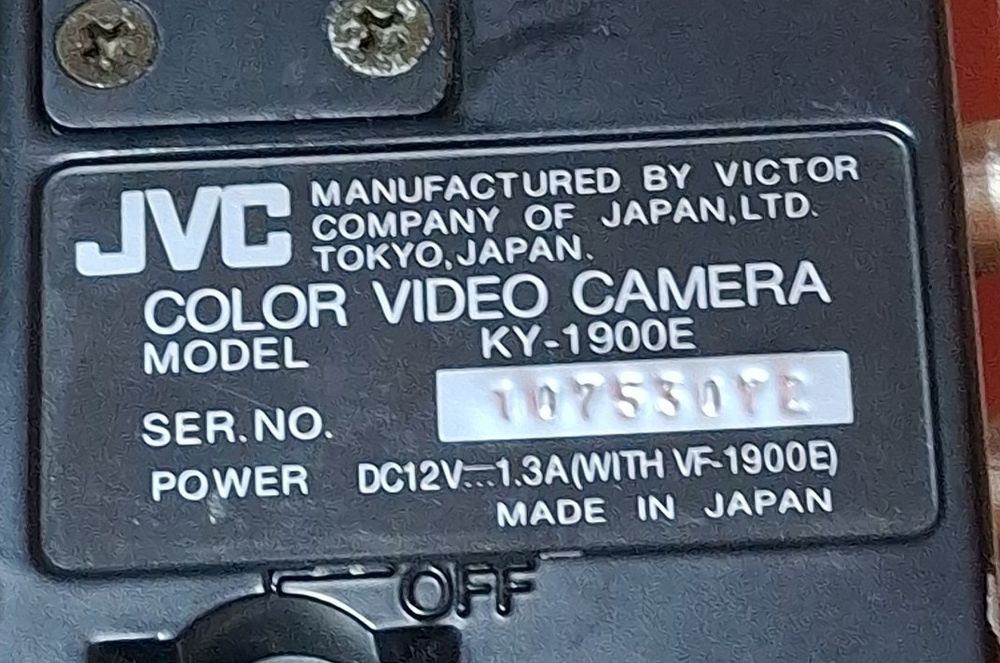 JVC
MANUFACTURED BY VICTOR
COMPANY OF JAPAN,LTD.
TOKYO,JAPAN.
COLOR VIDEO CAMERA
MODEL KY-1900E
SER.NO.
POWER DC12V⎓1.3A(WITH VF-1900E)
MADE IN JAPAN
OFF